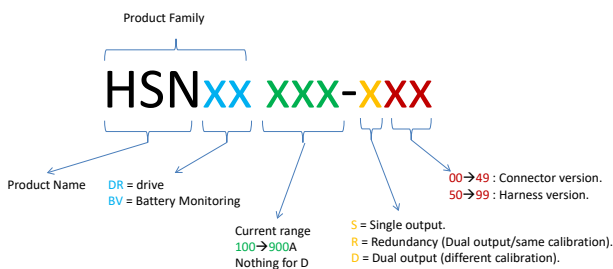 Product Family
HSNxx xxx-xxx
Product Name
DR = drive
BV = Battery Monitoring
Current range
100→900A
Nothing for D
S = Single output.
R = Redundancy (Dual output/same calibration).
D = Dual output (different calibration).
00→49 : Connector version.
50→99 : Harness version.